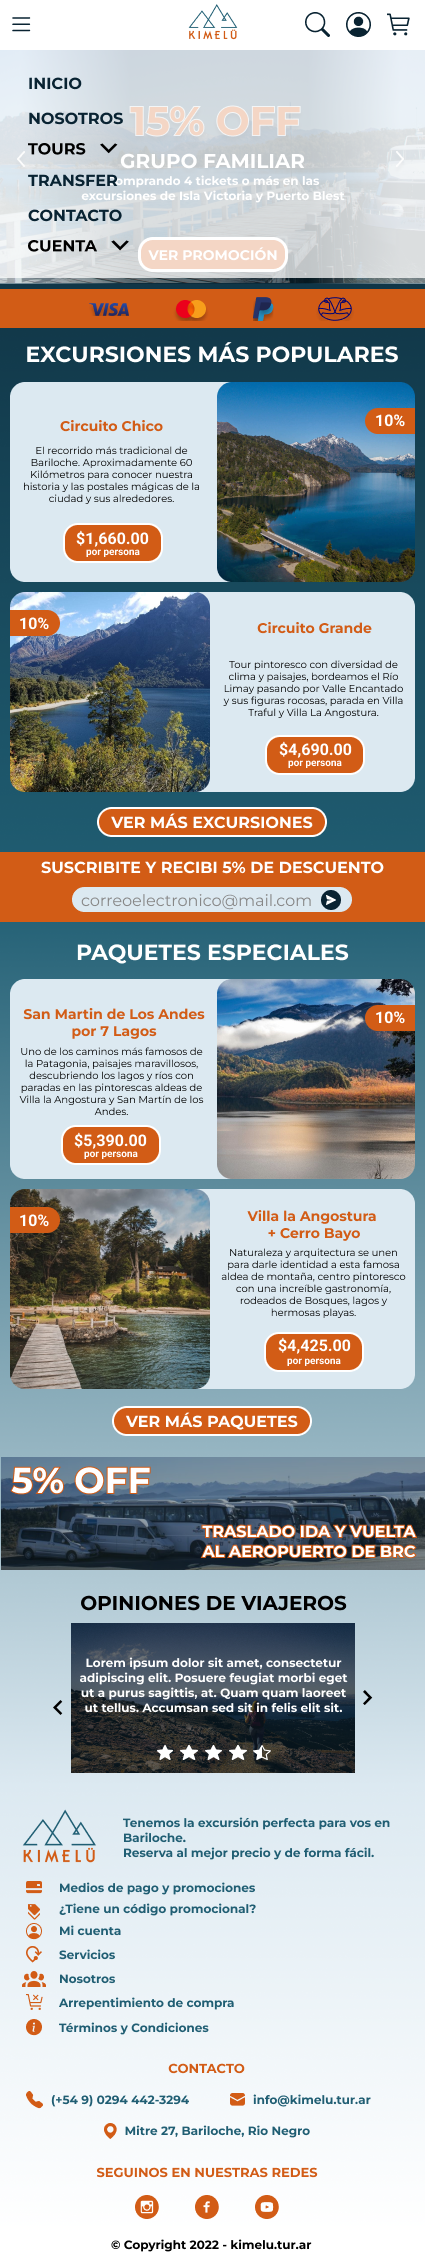 KIMELÜ
INICIO
NOSOTROS
TOURS
TRANSFER
CONTACTO
CUENTA
15% OFF
GRUPO FAMILIAR
omprando 4 tickets o más en las
excursiones de Isla Victoria y Puerto Blest
VER PROMOCIÓN
VISA
EXCURSIONES MÁS POPULARES
Circuito Chico
El recorrido más tradicional de
Bariloche. Aproximadamente 60
Kilómetros para conocer nuestra
historia y las postales mágicas de la
ciudad y sus alrededores.
$1,660.00
por persona
10%
10%
Circuito Grande
Tour pintoresco con diversidad de
clima y paisajes, bordeamos el Río
Limay pasando por Valle Encantado
y sus figuras rocosas, parada en Villa
Traful y Villa La Angostura.
$4,690.00
por persona
VER MÁS EXCURSIONES
SUSCRIBITE Y RECIBI 5% DE DESCUENTO
correoelectronico@mail.com
PAQUETES ESPECIALES
San Martin de Los Andes
por 7 Lagos
Uno de los caminos más famosos de
la Patagonia, paisajes maravillosos,
descubriendo los lagos y ríos con
paradas en las pintorescas aldeas de
Villa la Angostura y San Martín de los
Andes.
$5,390.00
por persona
10%
10%
Villa la Angostura
+ Cerro Bayo
Naturaleza y arquitectura se unen
para darle identidad a esta famosa
aldea de montaña, centro pintoresco
con una increíble gastronomía,
rodeados de Bosques, lagos y
hermosas playas.
$4,425.00
por persona
VER MÁS PAQUETES
5% OFF
TRASLADO IDA Y VUELTA
AL AEROPUERTO DE BRC
OPINIONES DE VIAJEROS
Lorem ipsum dolor sit amet, consectetur
adipiscing elit. Posuere feugiat morbi eget
ut a purus sagittis, at. Quam quam laoreet
ut tellus. Accumsan sed sit in felis elit sit.
KIMELÜ
Tenemos la excursión perfecta para vos en
Bariloche.
Reserva al mejor precio y de forma fácil.
Medios de pago y promociones
¿Tiene un código promocional?
Mi cuenta
Servicios
Nosotros
Arrepentimiento de compra
Términos y Condiciones
CONTACTO
(+54 9) 0294 442-3294
info@kimelu.tur.ar
Mitre 27, Bariloche, Rio Negro
SEGUINOS EN NUESTRAS REDES
© Copyright 2022 - kimelu.tur.ar